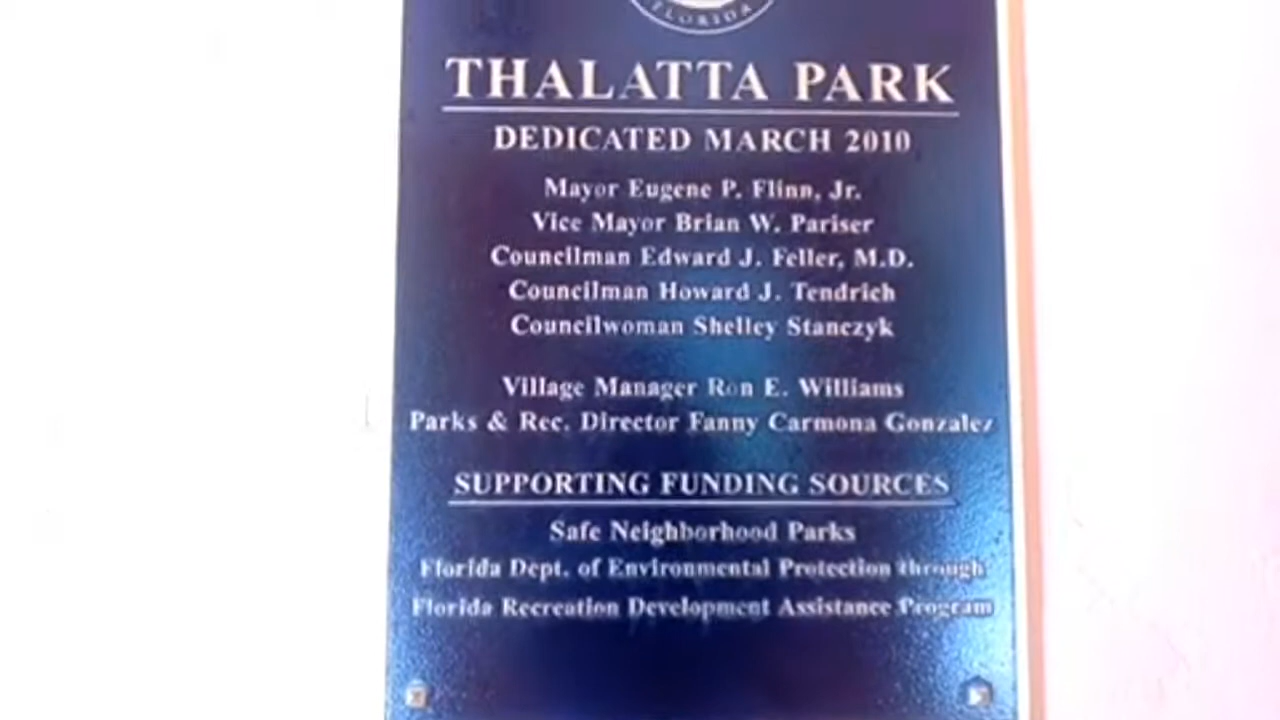 FLORIDA
THALATTA PARK
DEDICATED MARCH 2010
Mayor Eugene P. Flinn, Jr.
Vice Mayor Brian W. Pariser
Councilman Edward J. Feller, M.D.
Councilman Howard J. Tendrich
Councilwoman Shelley Stanczyk
Village Manager Ron E. Williams
Parks & Rec. Director Fanny Carmona Gonzalez
SUPPORTING FUNDING SOURCES
Safe Neighborhood Parks
Florida Dept. of Environmental Protection through
Florida Recreation Development Assistance Program